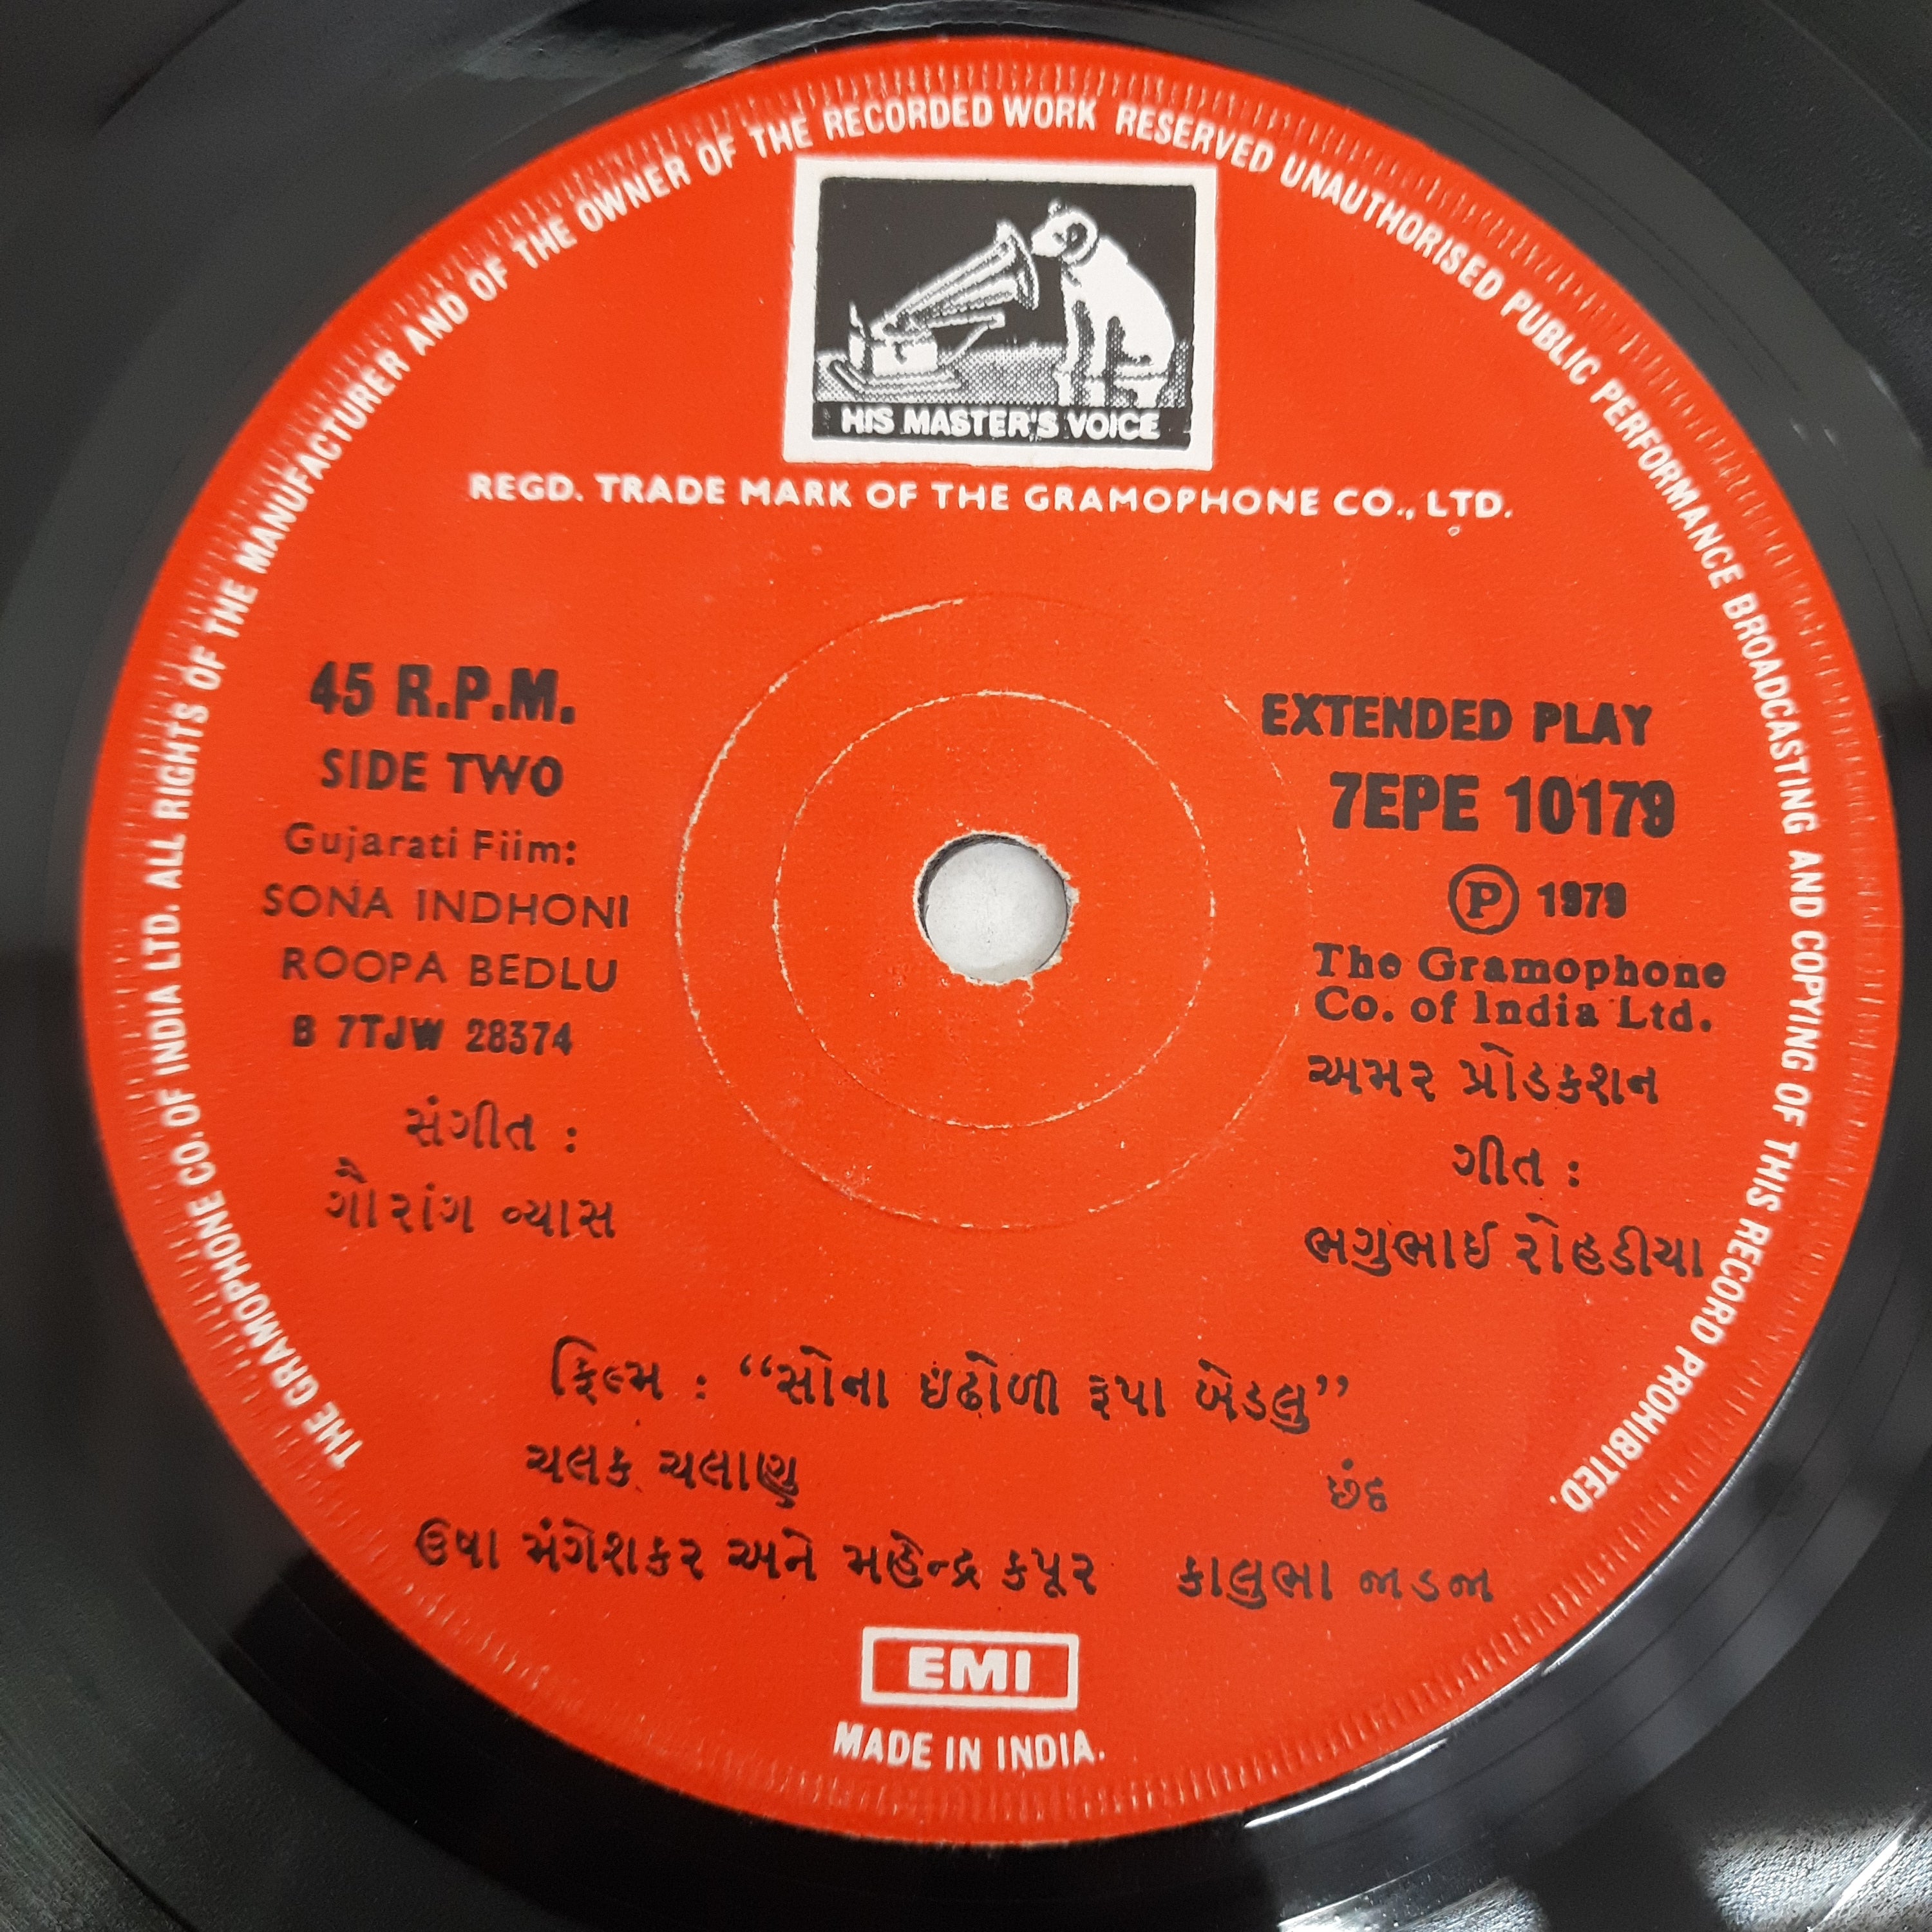 THE GRAMOPHONE CO. OF INDIA LTD. ALL RIGHTS OF THE MANUFACTURER AND OF THE OWNER OF THE RECORDED WORK RESERVED UNAUTHORISED PUBLIC PERFORMANCE BROADCASTING AND COPYING OF THIS RECORD PROHIBITED.
HIS MASTER'S VOICE
REGD. TRADE MARK OF THE GRAMOPHONE CO., LTD.
45 R.P.M.
SIDE TWO
Gujarati Fiim:
SONA INDHONI
ROOPA BEDLU
B 7TJW 28374
સંગીત :
ગૌરાંગ વ્યાસ
EXTENDED PLAY
7EPE 10179
Ⓟ 1979
The Gramophone
Co. of India Ltd.
અમર પ્રોડકશન
ગીત :
ભગુભાઈ રોહડીયા
ફિલ્મ : “સોના ઇંઢોળી રૂપા બેડલુ”
ચલક ચલાણુ
છંદ
ઉષા મંગેશકર અને મહેન્દ્ર કપૂર
કાલુભા જાડજા
EMI
MADE IN INDIA.